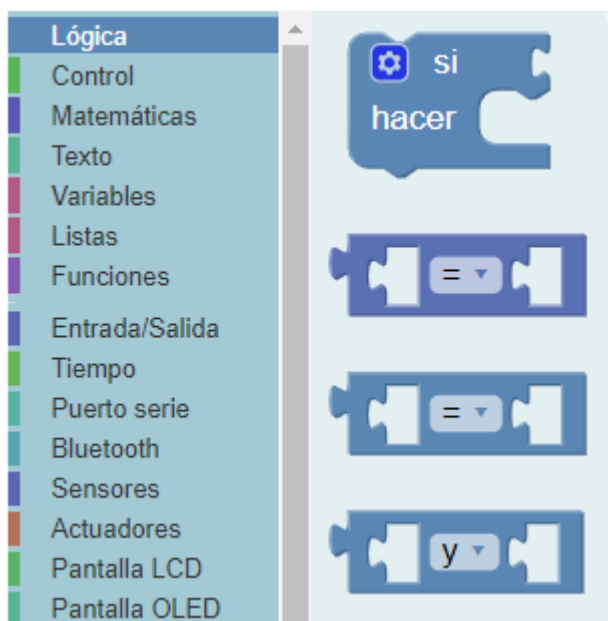 Lógica
Control
Matemáticas
Texto
Variables
Listas
Funciones
Entrada/Salida
Tiempo
Puerto serie
Bluetooth
Sensores
Actuadores
Pantalla LCD
Pantalla OLED
si
hacer
=
=
y